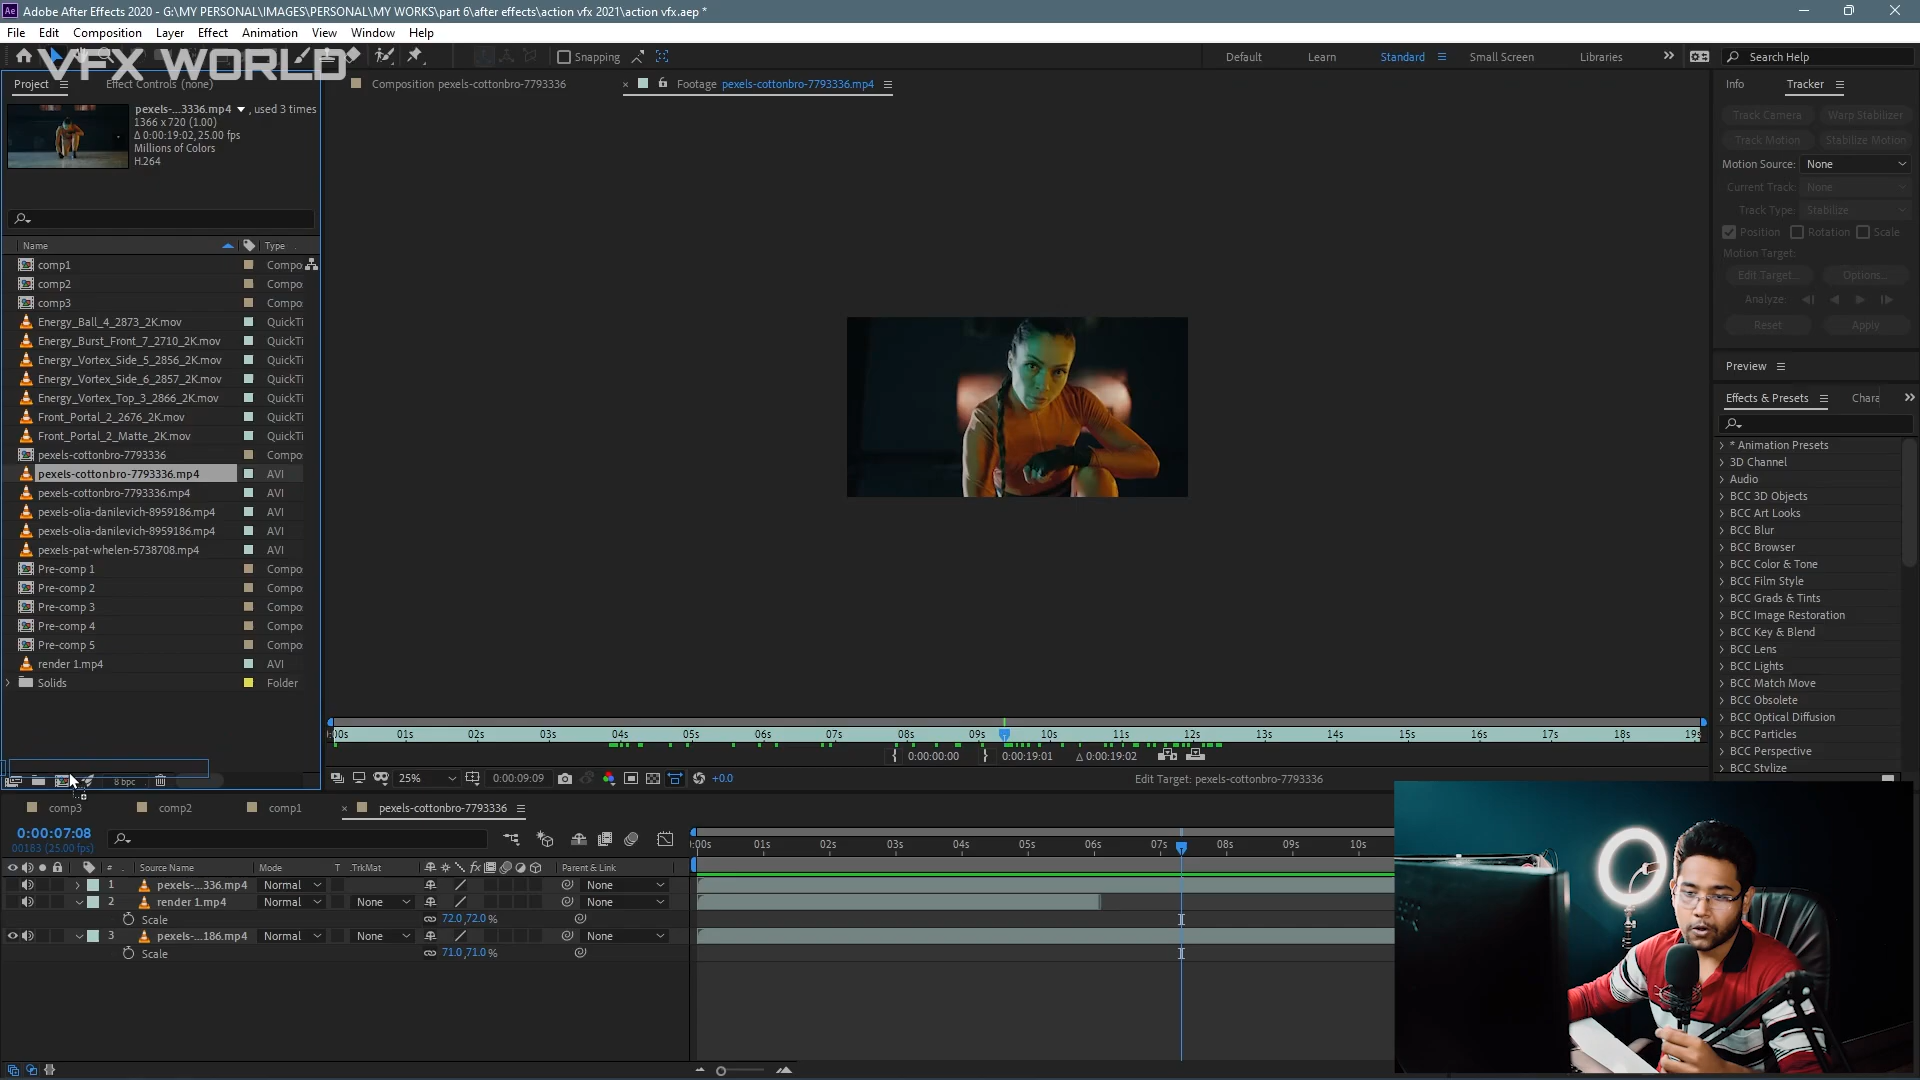 Adobe After Effects 2020 - G:\MY PERSONAL\IMAGES\PERSONAL\MY WORKS\part 6\after effects\action vfx 2021\action vfx.aep *
File Edit Composition Layer Effect Animation View Window Help
VFX WORLD
Snapping
Default Learn Standard Small Screen Libraries Search Help
Project Effect Controls (none)
Composition pexels-cottonbro-7793336
Footage pexels-cottonbro-7793336.mp4
Info Tracker
pexels-...3336.mp4 , used 3 times
1366 x 720 (1.00)
Δ 0:00:19:02, 25.00 fps
Millions of Colors
H.264
Track Camera Warp Stabilizer
Track Motion Stabilize Motion
Motion Source: None
Current Track: None
Track Type: Stabilize
Position Rotation Scale
Motion Target:
Edit Target... Options...
Analyze:
Reset Apply
Preview
Effects & Presets Chara
Name Type
comp1 Compo
comp2 Compo
comp3 Compo
Energy_Ball_4_2873_2K.mov QuickTi
Energy_Burst_Front_7_2710_2K.mov QuickTi
Energy_Vortex_Side_5_2856_2K.mov QuickTi
Energy_Vortex_Side_6_2857_2K.mov QuickTi
Energy_Vortex_Top_3_2866_2K.mov QuickTi
Front_Portal_2_2676_2K.mov QuickTi
Front_Portal_2_Matte_2K.mov QuickTi
pexels-cottonbro-7793336 Compo
pexels-cottonbro-7793336.mp4 AVI
pexels-cottonbro-7793336.mp4 AVI
pexels-olia-danilevich-8959186.mp4 AVI
pexels-olia-danilevich-8959186.mp4 AVI
pexels-pat-whelen-5738708.mp4 AVI
Pre-comp 1 Compo
Pre-comp 2 Compo
Pre-comp 3 Compo
Pre-comp 4 Compo
Pre-comp 5 Compo
render 1.mp4 AVI
Solids Folder
* Animation Presets
3D Channel
Audio
BCC 3D Objects
BCC Art Looks
BCC Blur
BCC Browser
BCC Color & Tone
BCC Film Style
BCC Grads & Tints
BCC Image Restoration
BCC Key & Blend
BCC Lens
BCC Lights
BCC Match Move
BCC Obsolete
BCC Optical Diffusion
BCC Particles
BCC Perspective
BCC Stylize
:00s 01s 02s 03s 04s 05s 06s 07s 08s 09s 10s 11s 12s 13s 14s 15s 16s 17s 18s 19s
0:00:00:00 0:00:19:01 Δ 0:00:19:02
8 bpc
25% 0:00:09:09 +0.0 Edit Target: pexels-cottonbro-7793336
comp3 comp2 comp1 pexels-cottonbro-7793336
0:00:07:08
00183 (25.00 fps)
:00s 01s 02s 03s 04s 05s 06s 07s 08s 09s 10s
# Source Name Mode T .TrkMat fx Parent & Link
1 pexels-...336.mp4 Normal None
2 render 1.mp4 Normal None None
Scale 72.0,72.0 %
3 pexels-...186.mp4 Normal None None
Scale 71.0,71.0 %